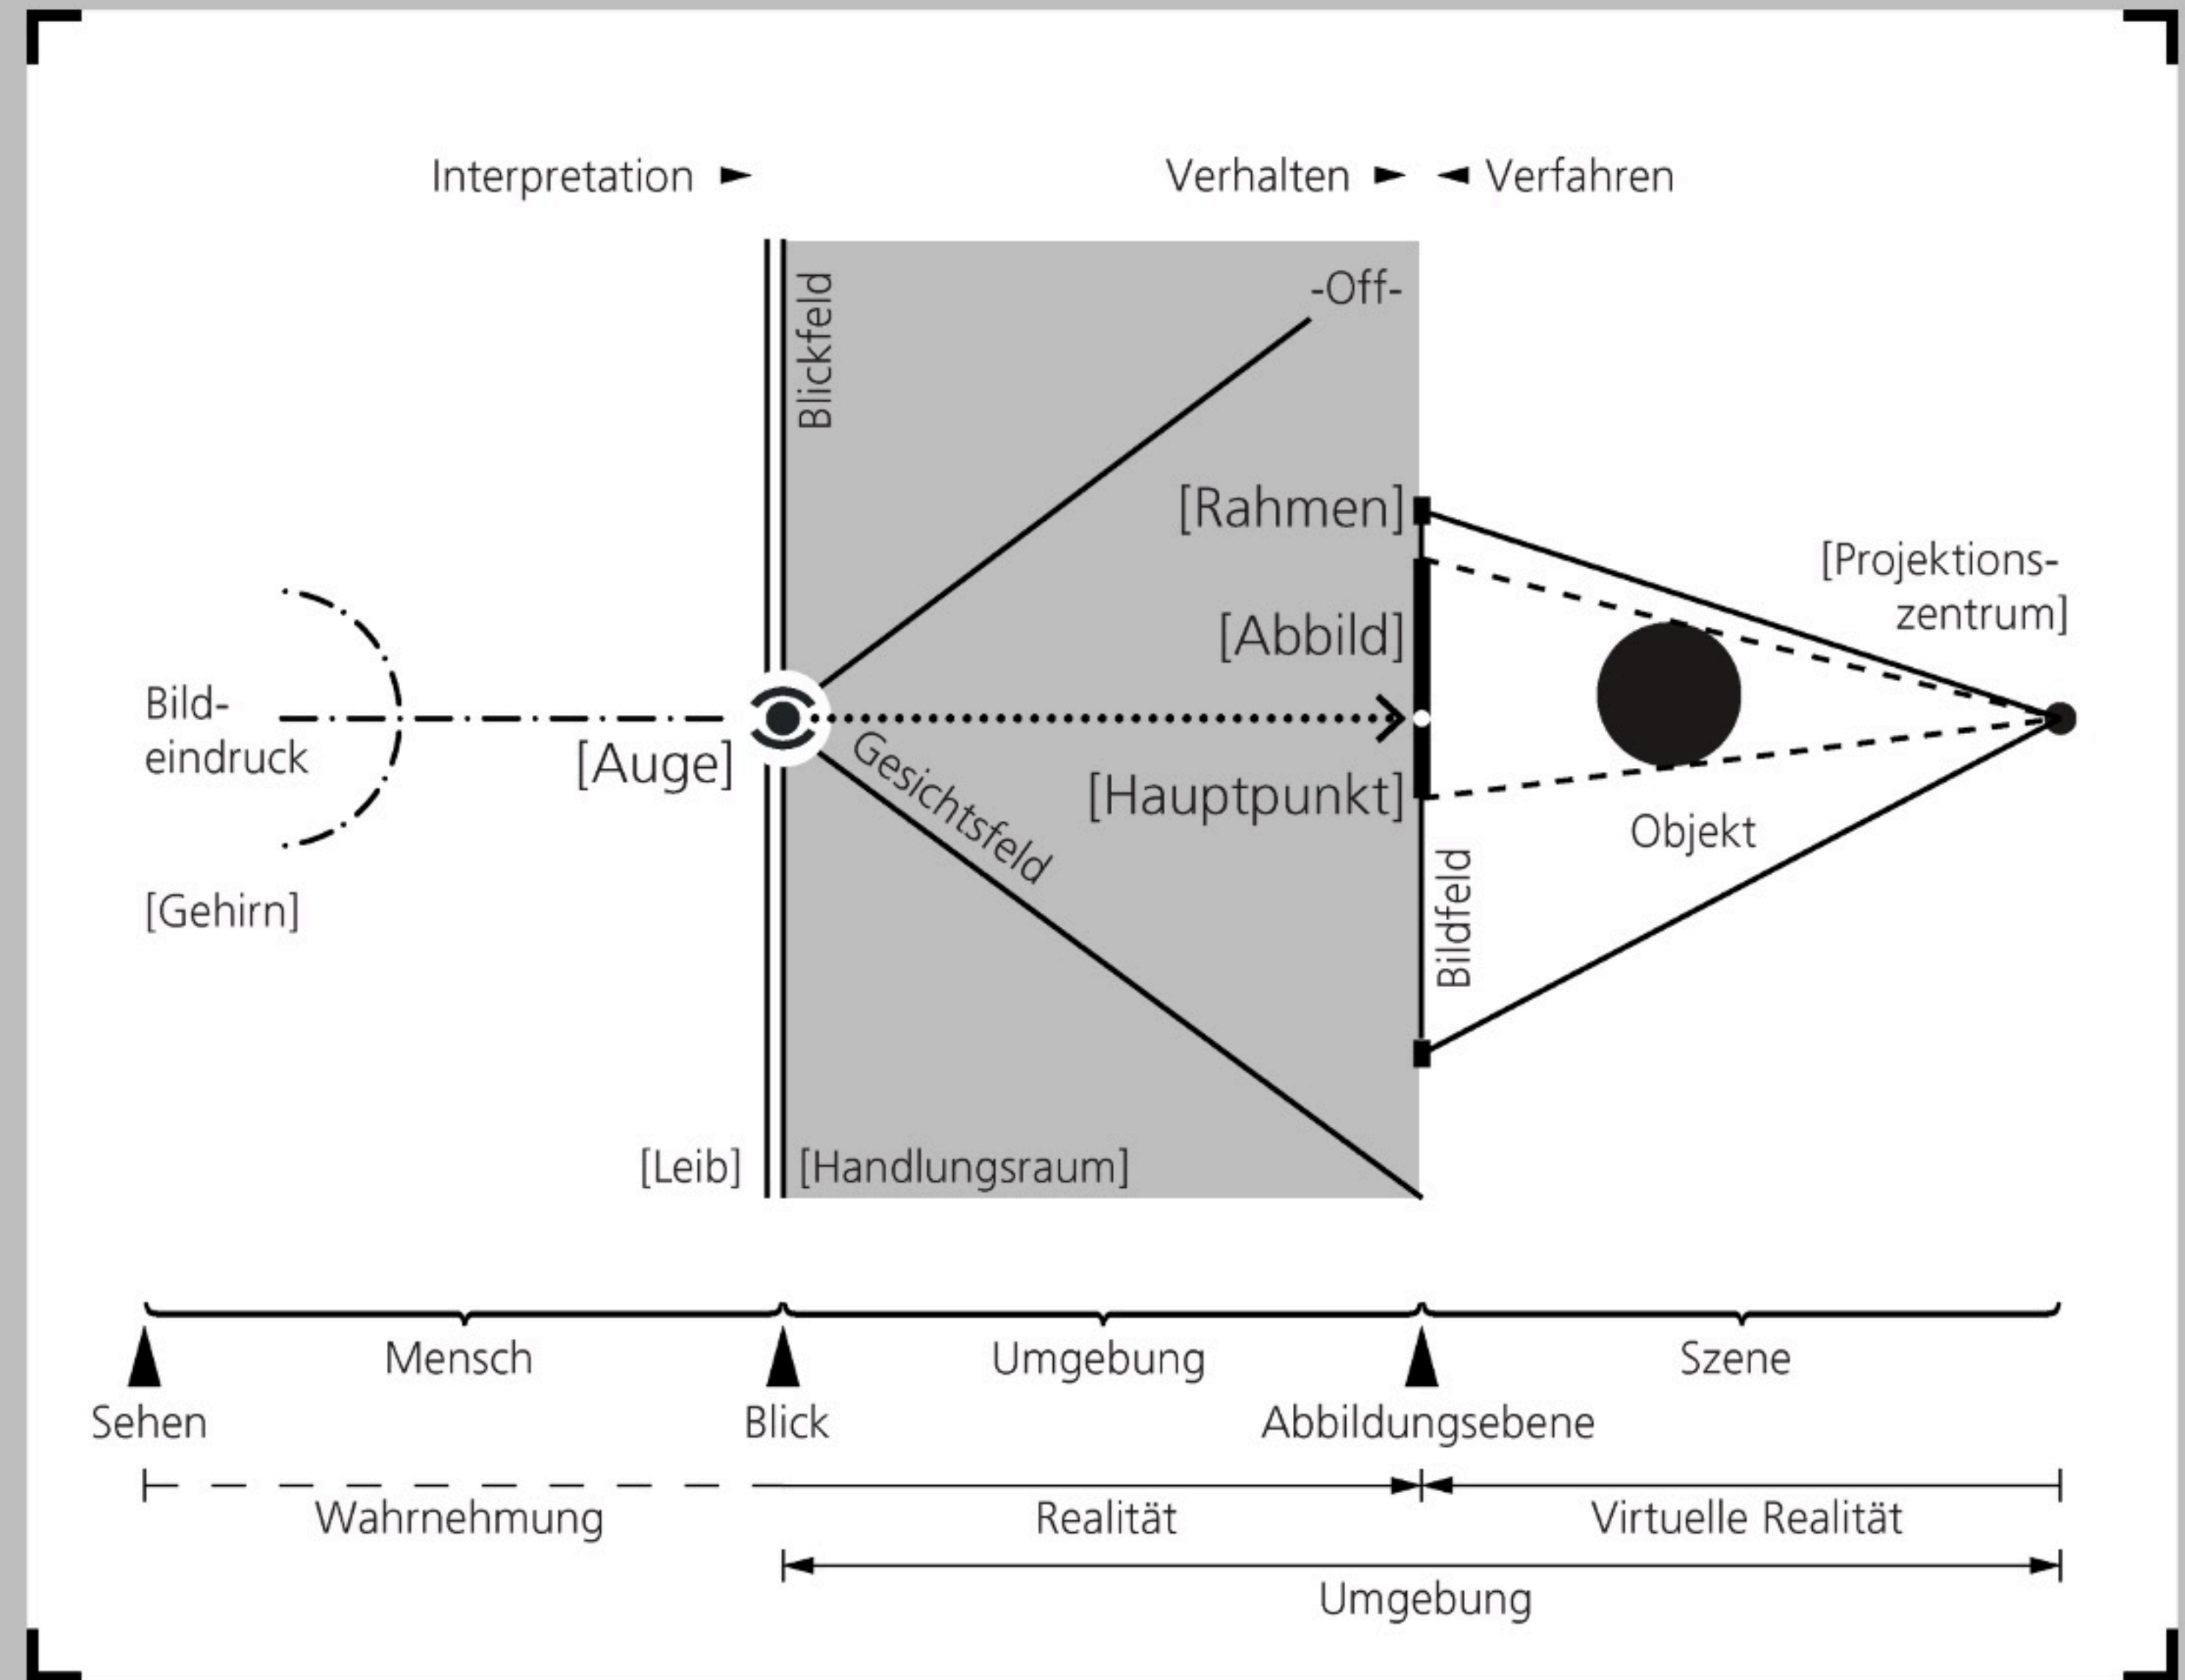 Interpretation ►
Verhalten ► ◄ Verfahren
Blickfeld
-Off-
[Rahmen]
[Projektions-
zentrum]
[Abbild]
Bild-
eindruck
[Auge]
Gesichtsfeld
[Hauptpunkt]
Objekt
Bildfeld
[Gehirn]
[Leib]
[Handlungsraum]
Mensch
Umgebung
Szene
Sehen
Blick
Abbildungsebene
Wahrnehmung
Realität
Virtuelle Realität
Umgebung